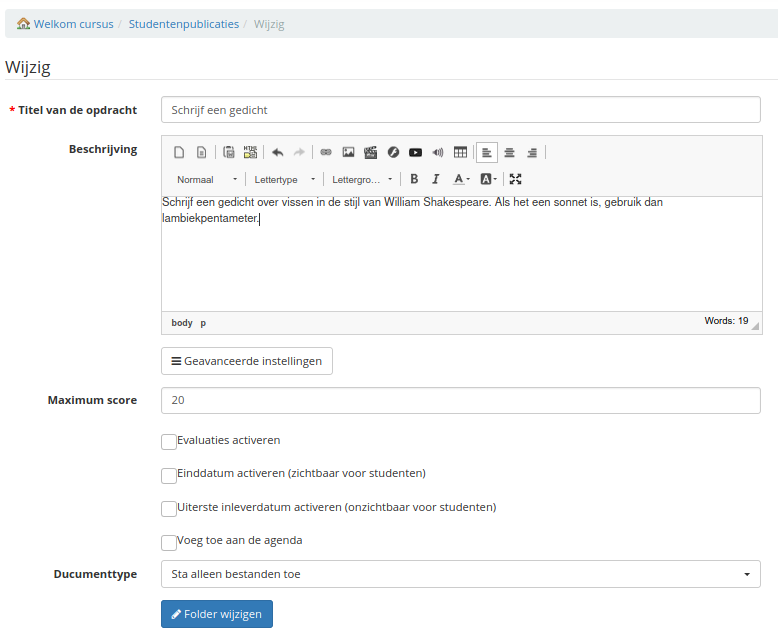 Welkom cursus / Studentenpublicaties / Wijzig
Wijzig
* Titel van de opdracht
Schrijf een gedicht
Beschrijving
HTML
Normaal
Lettertype
Lettergro...
B I A A
Schrijf een gedicht over vissen in de stijl van William Shakespeare. Als het een sonnet is, gebruik dan
lambiekpentameter.
body p
Words: 19
Geavanceerde instellingen
Maximum score
20
Evaluaties activeren
Einddatum activeren (zichtbaar voor studenten)
Uiterste inleverdatum activeren (onzichtbaar voor studenten)
Voeg toe aan de agenda
Ducumenttype
Sta alleen bestanden toe
Folder wijzigen